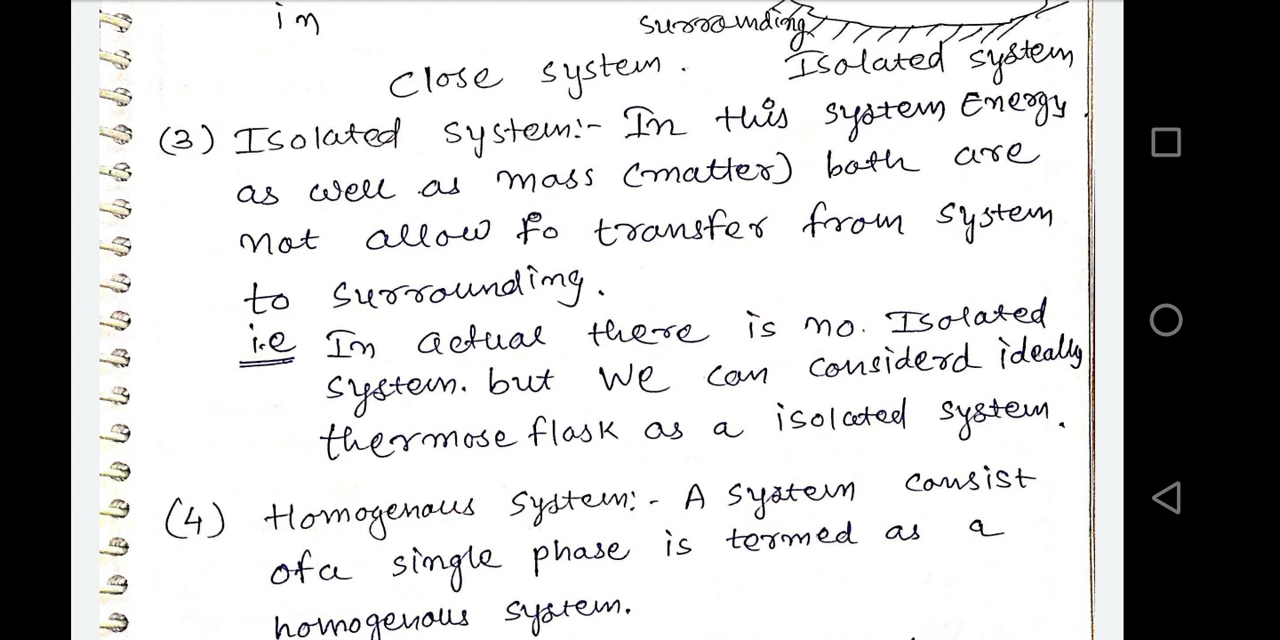 in
surrounding
Close system.
Isolated system
(3) Isolated system:- In this system Energy
as well as mass (matter) both are
not allow to transfer from system
to surrounding.
i.e In actual there is no. Isolated
system. but we can considerd ideally
thermose flask as a isolated system.
(4) Homogenous system:- A system consist
of a single phase is termed as a
homogenous system.